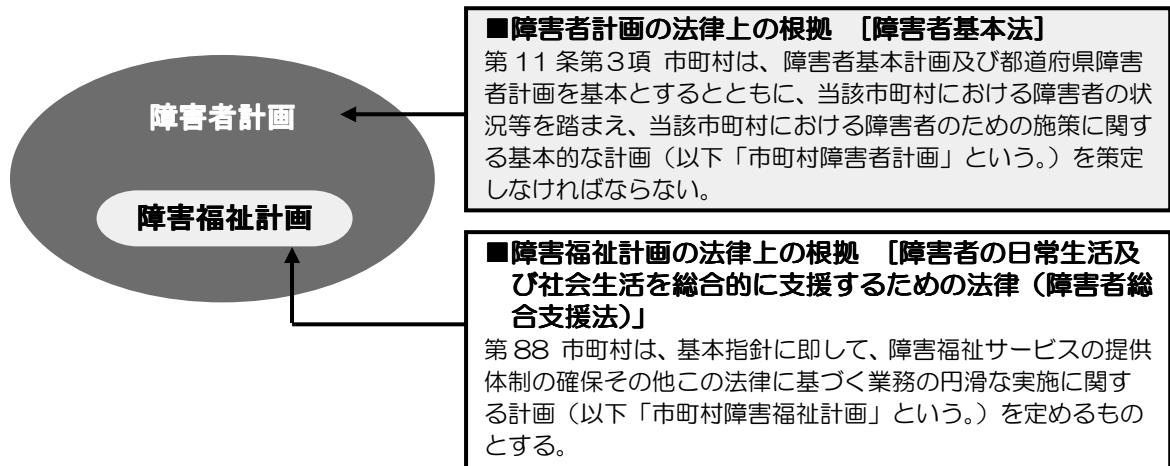 障害者計画
障害福祉計画
■障害者計画の法律上の根拠　［障害者基本法］
第 11 条第３項 市町村は、障害者基本計画及び都道府県障害
者計画を基本とするとともに、当該市町村における障害者の状
況等を踏まえ、当該市町村における障害者のための施策に関す
る基本的な計画（以下「市町村障害者計画」という。）を策定
しなければならない。
■障害福祉計画の法律上の根拠　［障害者の日常生活及
び社会生活を総合的に支援するための法律（障害者総
合支援法）」
第 88 市町村は、基本指針に即して、障害福祉サービスの提供
体制の確保その他この法律に基づく業務の円滑な実施に関す
る計画（以下「市町村障害福祉計画」という。）を定めるもの
とする。